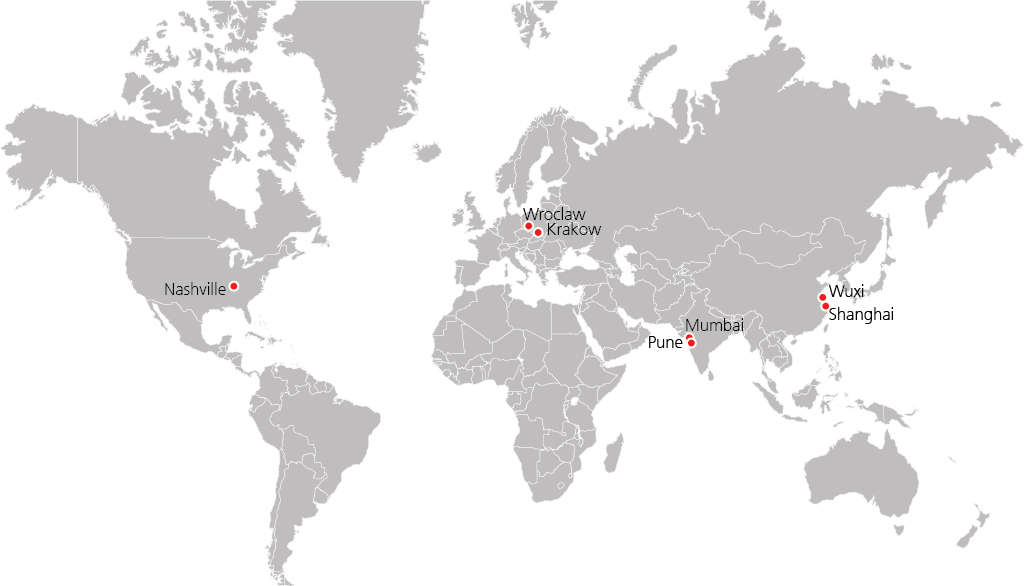 Wroclaw
Krakow
Nashville
Wuxi
Shanghai
Mumbai
Pune